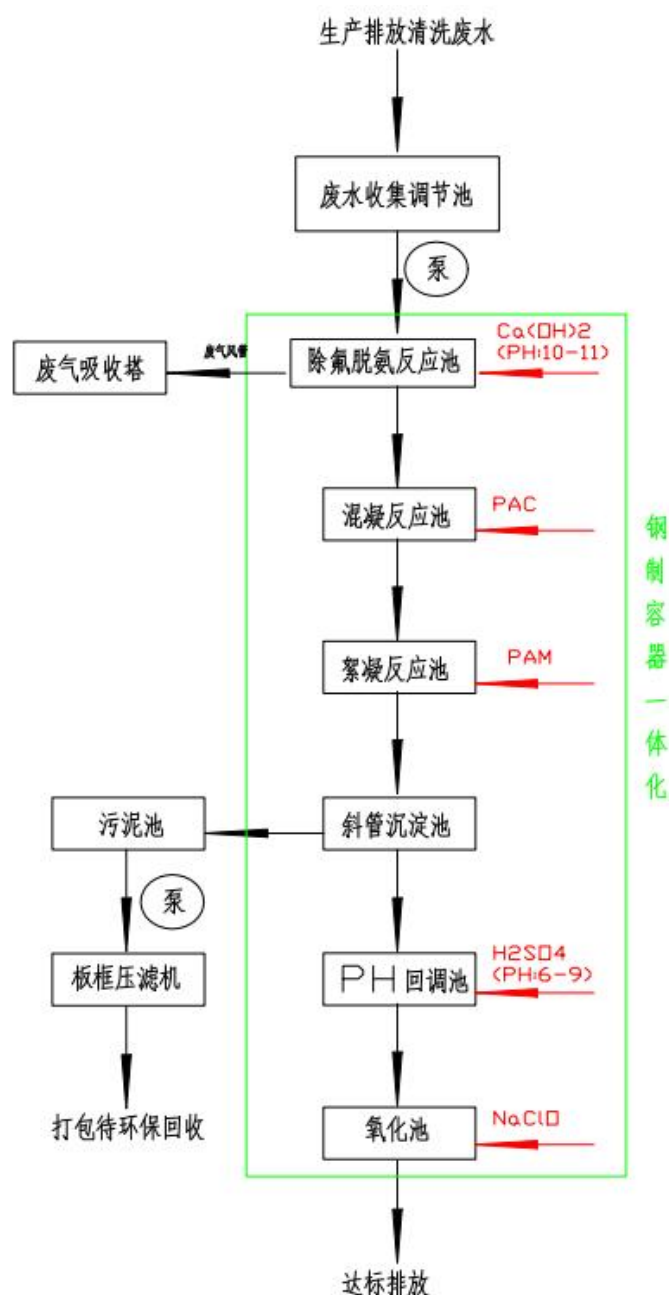 生产排放清洗废水
废水收集调节池
泵
Ca(OH)2
(PH:10-11)
废气风管
废气吸收塔
除氟脱氨反应池
PAC
混凝反应池
钢制容器一体化
PAM
絮凝反应池
污泥池
斜管沉淀池
泵
H2SO4
(PH:6-9)
板框压滤机
PH回调池
打包待环保回收
氧化池
NaClO
达标排放